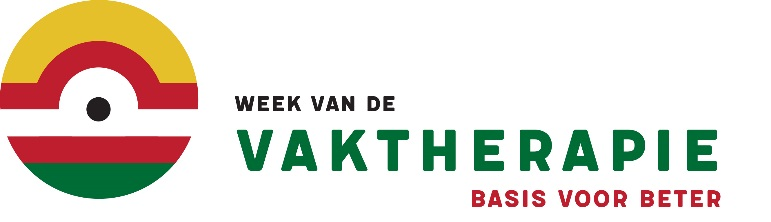 WEEK VAN DE
VAKTHERAPIE
BASIS VOOR BETER